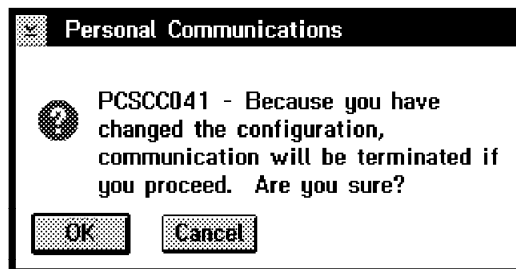 Personal Communications
PCSCC041 - Because you have
changed the configuration,
communication will be terminated if
you proceed.  Are you sure?
OK
Cancel